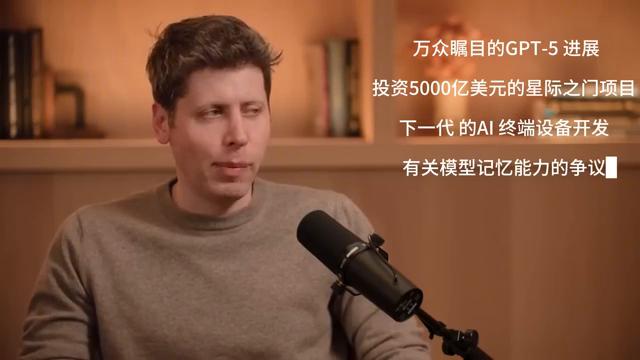 万众瞩目的GPT-5 进展
投资5000亿美元的星际之门项目
下一代 的AI 终端设备开发
有关模型记忆能力的争议